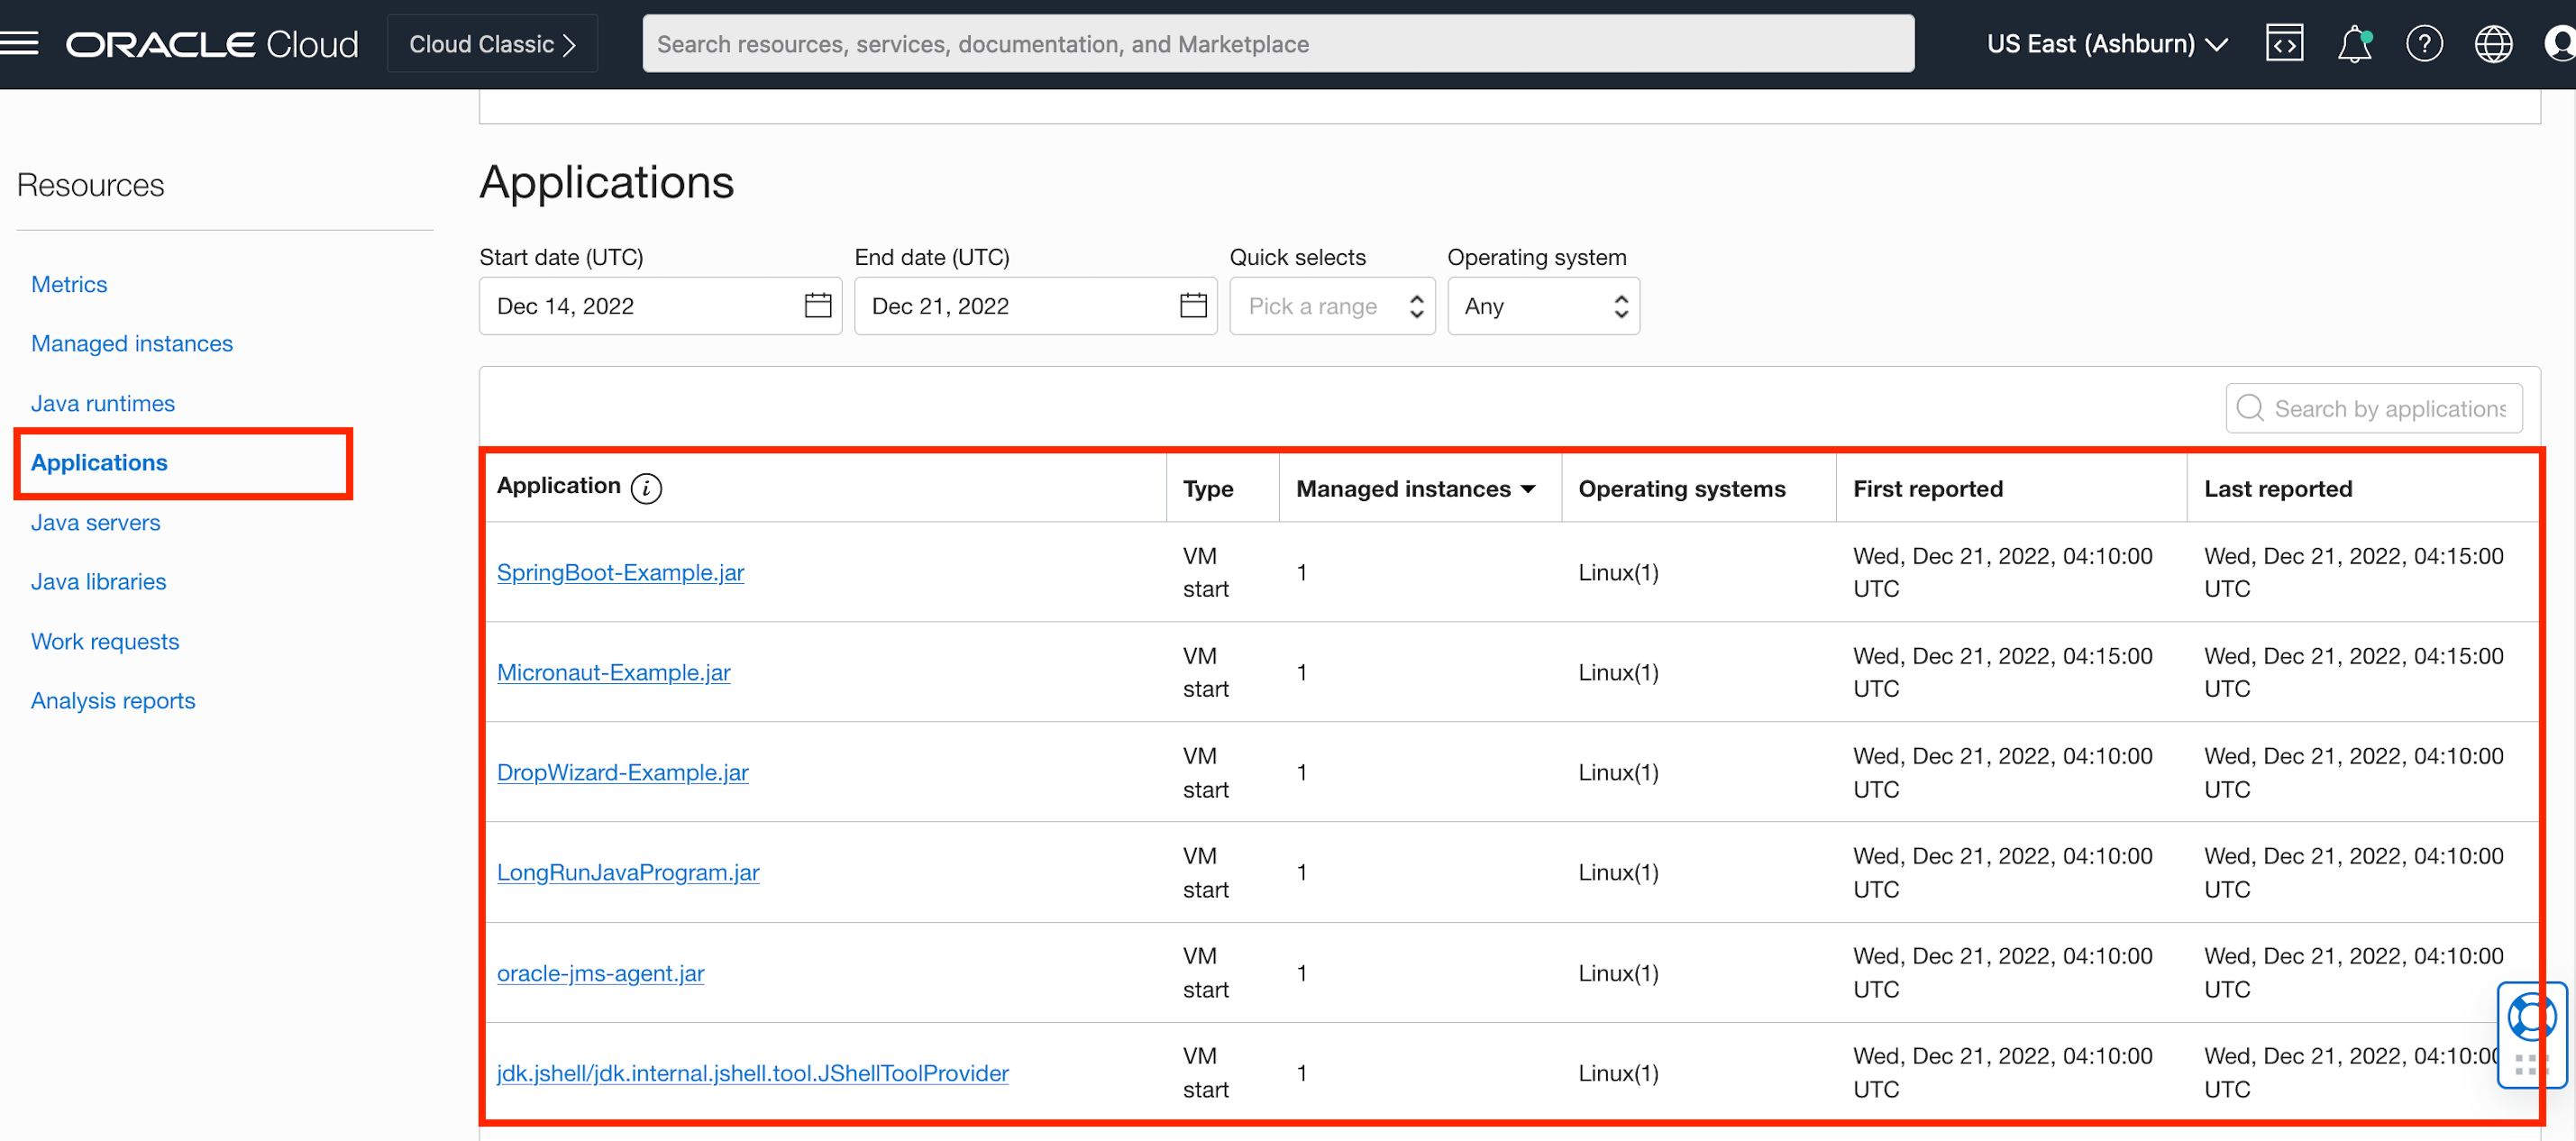 ORACLE Cloud
Cloud Classic
Search resources, services, documentation, and Marketplace
US East (Ashburn)
Resources
Metrics
Managed instances
Java runtimes
Applications
Java servers
Java libraries
Work requests
Analysis reports
Applications
Start date (UTC) End date (UTC) Quick selects Operating system
Dec 14, 2022 Dec 21, 2022 Pick a range Any
Search by applications
Application Type Managed instances Operating systems First reported Last reported
SpringBoot-Example.jar VM start 1 Linux(1) Wed, Dec 21, 2022, 04:10:00 UTC Wed, Dec 21, 2022, 04:15:00 UTC
Micronaut-Example.jar VM start 1 Linux(1) Wed, Dec 21, 2022, 04:15:00 UTC Wed, Dec 21, 2022, 04:15:00 UTC
DropWizard-Example.jar VM start 1 Linux(1) Wed, Dec 21, 2022, 04:10:00 UTC Wed, Dec 21, 2022, 04:10:00 UTC
LongRunJavaProgram.jar VM start 1 Linux(1) Wed, Dec 21, 2022, 04:10:00 UTC Wed, Dec 21, 2022, 04:10:00 UTC
oracle-jms-agent.jar VM start 1 Linux(1) Wed, Dec 21, 2022, 04:10:00 UTC Wed, Dec 21, 2022, 04:10:00 UTC
jdk.jshell/jdk.internal.jshell.tool.JShellToolProvider VM start 1 Linux(1) Wed, Dec 21, 2022, 04:10:00 UTC Wed, Dec 21, 2022, 04:10:00 UTC